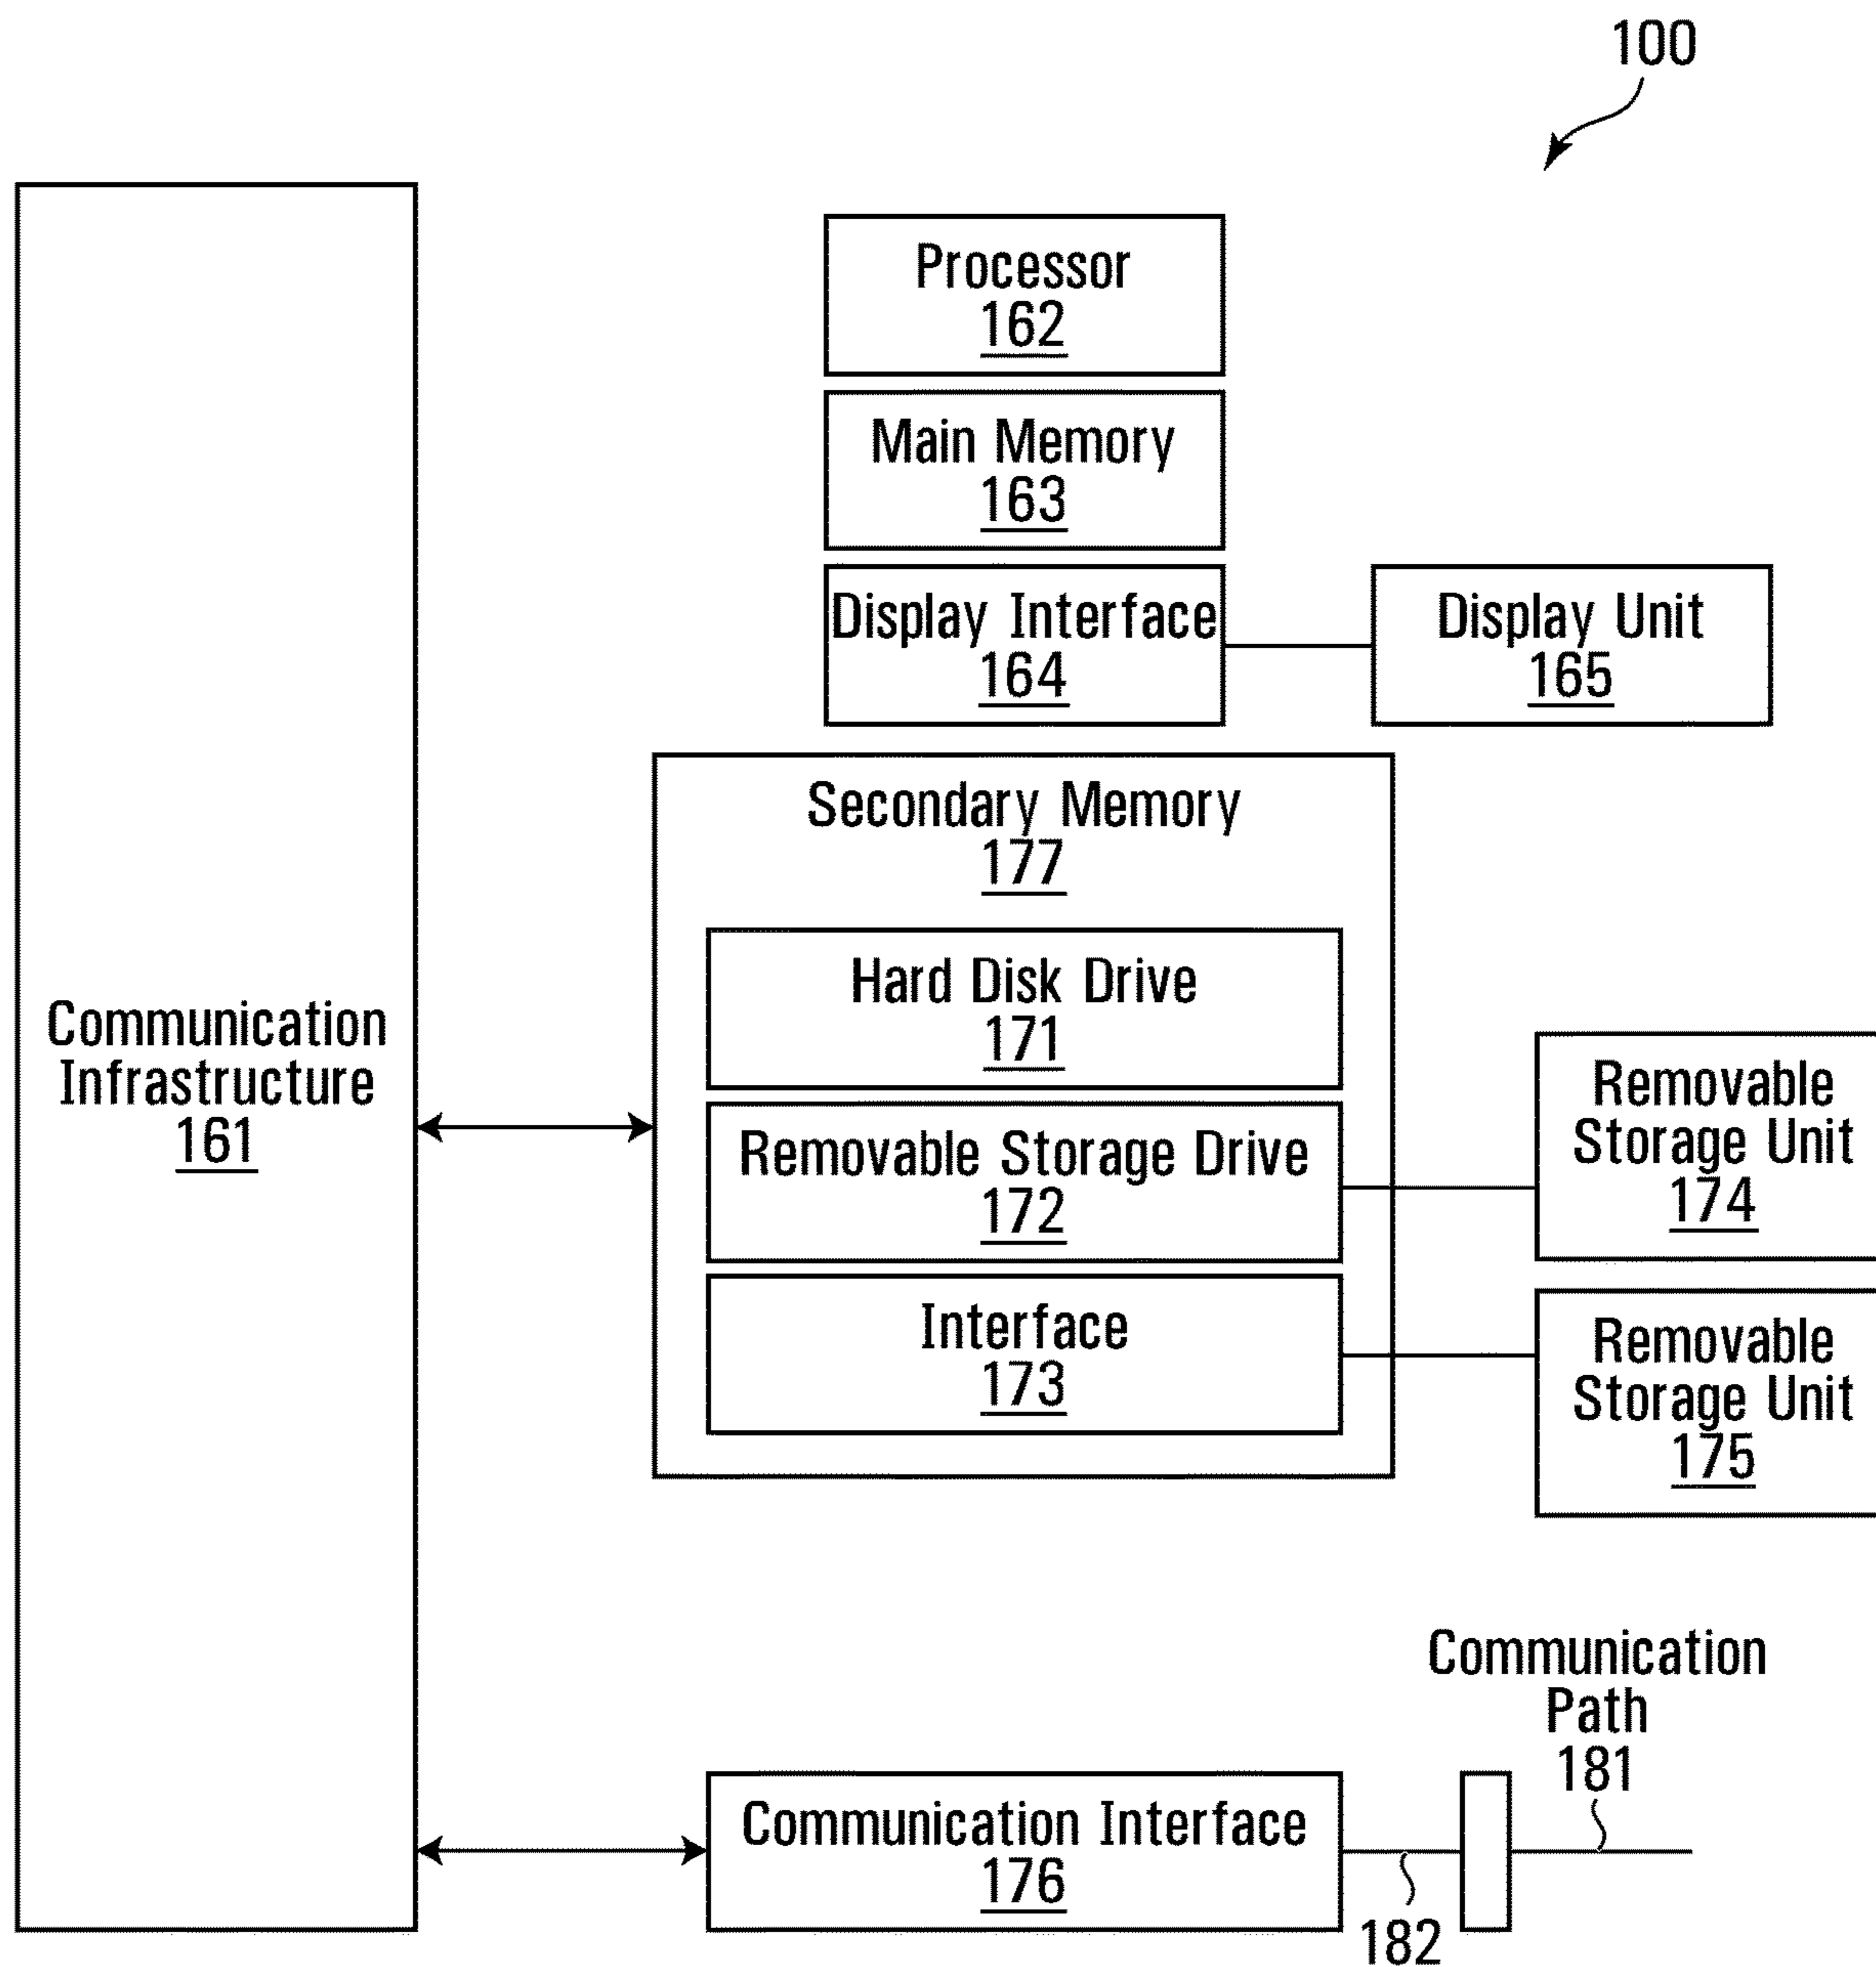 100
Processor
162
Main Memory
163
Display Interface
164
Display Unit
165
Secondary Memory
177
Hard Disk Drive
171
Communication
Infrastructure
161
Removable Storage Drive
172
Removable
Storage Unit
174
Interface
173
Removable
Storage Unit
175
Communication
Path
181
Communication Interface
176
182